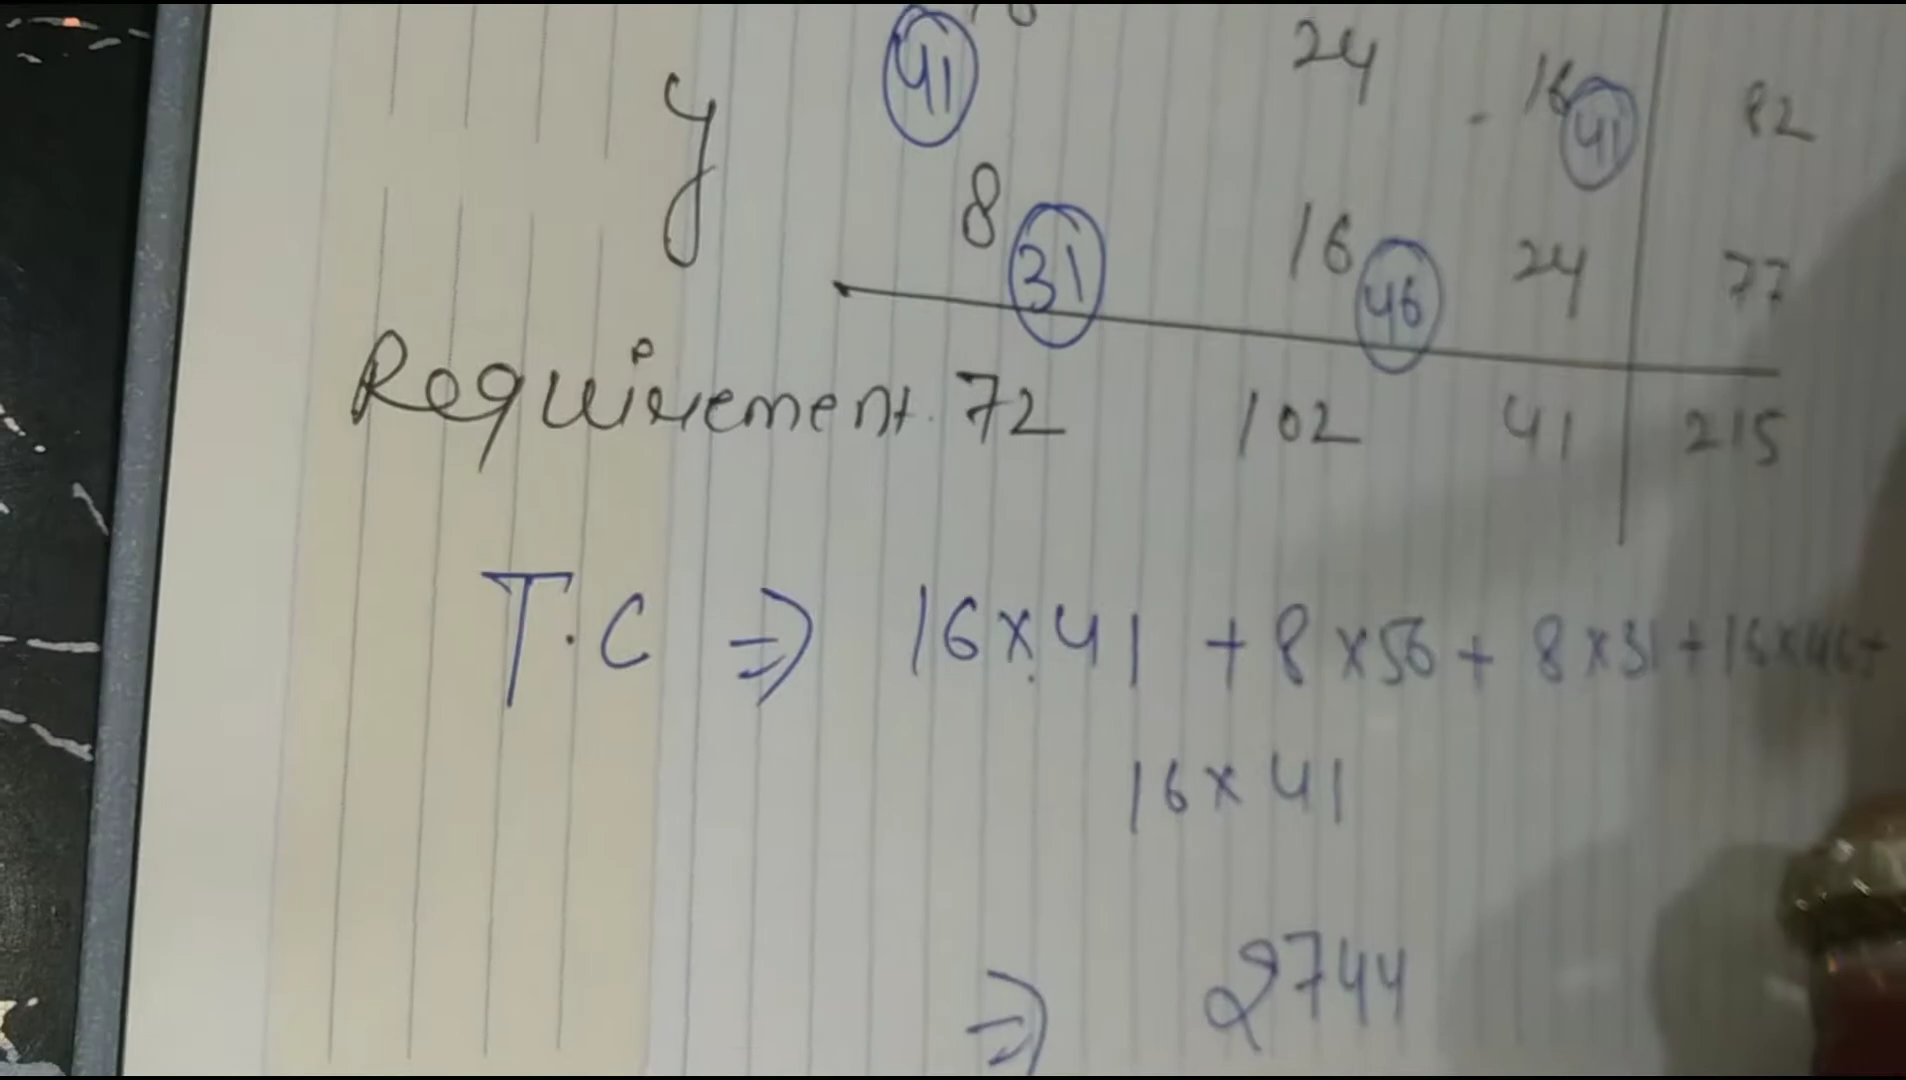 24 16 41 82
41
y 8 31 16 46 24 77
Requirement. 72 102 41 215
T.C ⇒ 16×41 + 8×56 + 8×31 + 16×46+
16×41
⇒ 2744